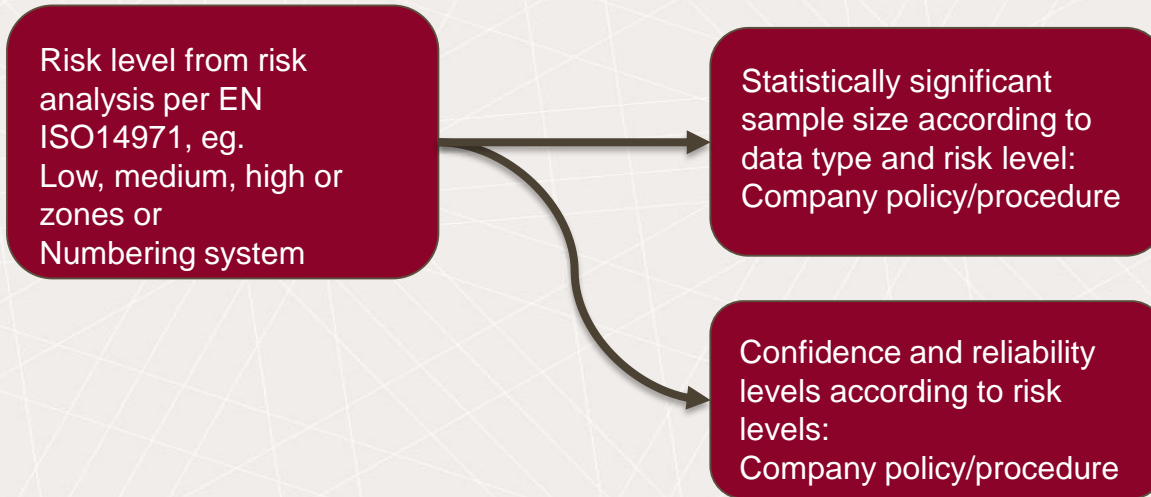 Risk level from risk
analysis per EN
ISO14971, eg.
Low, medium, high or
zones or
Numbering system
Statistically significant
sample size according to
data type and risk level:
Company policy/procedure
Confidence and reliability
levels according to risk
levels:
Company policy/procedure